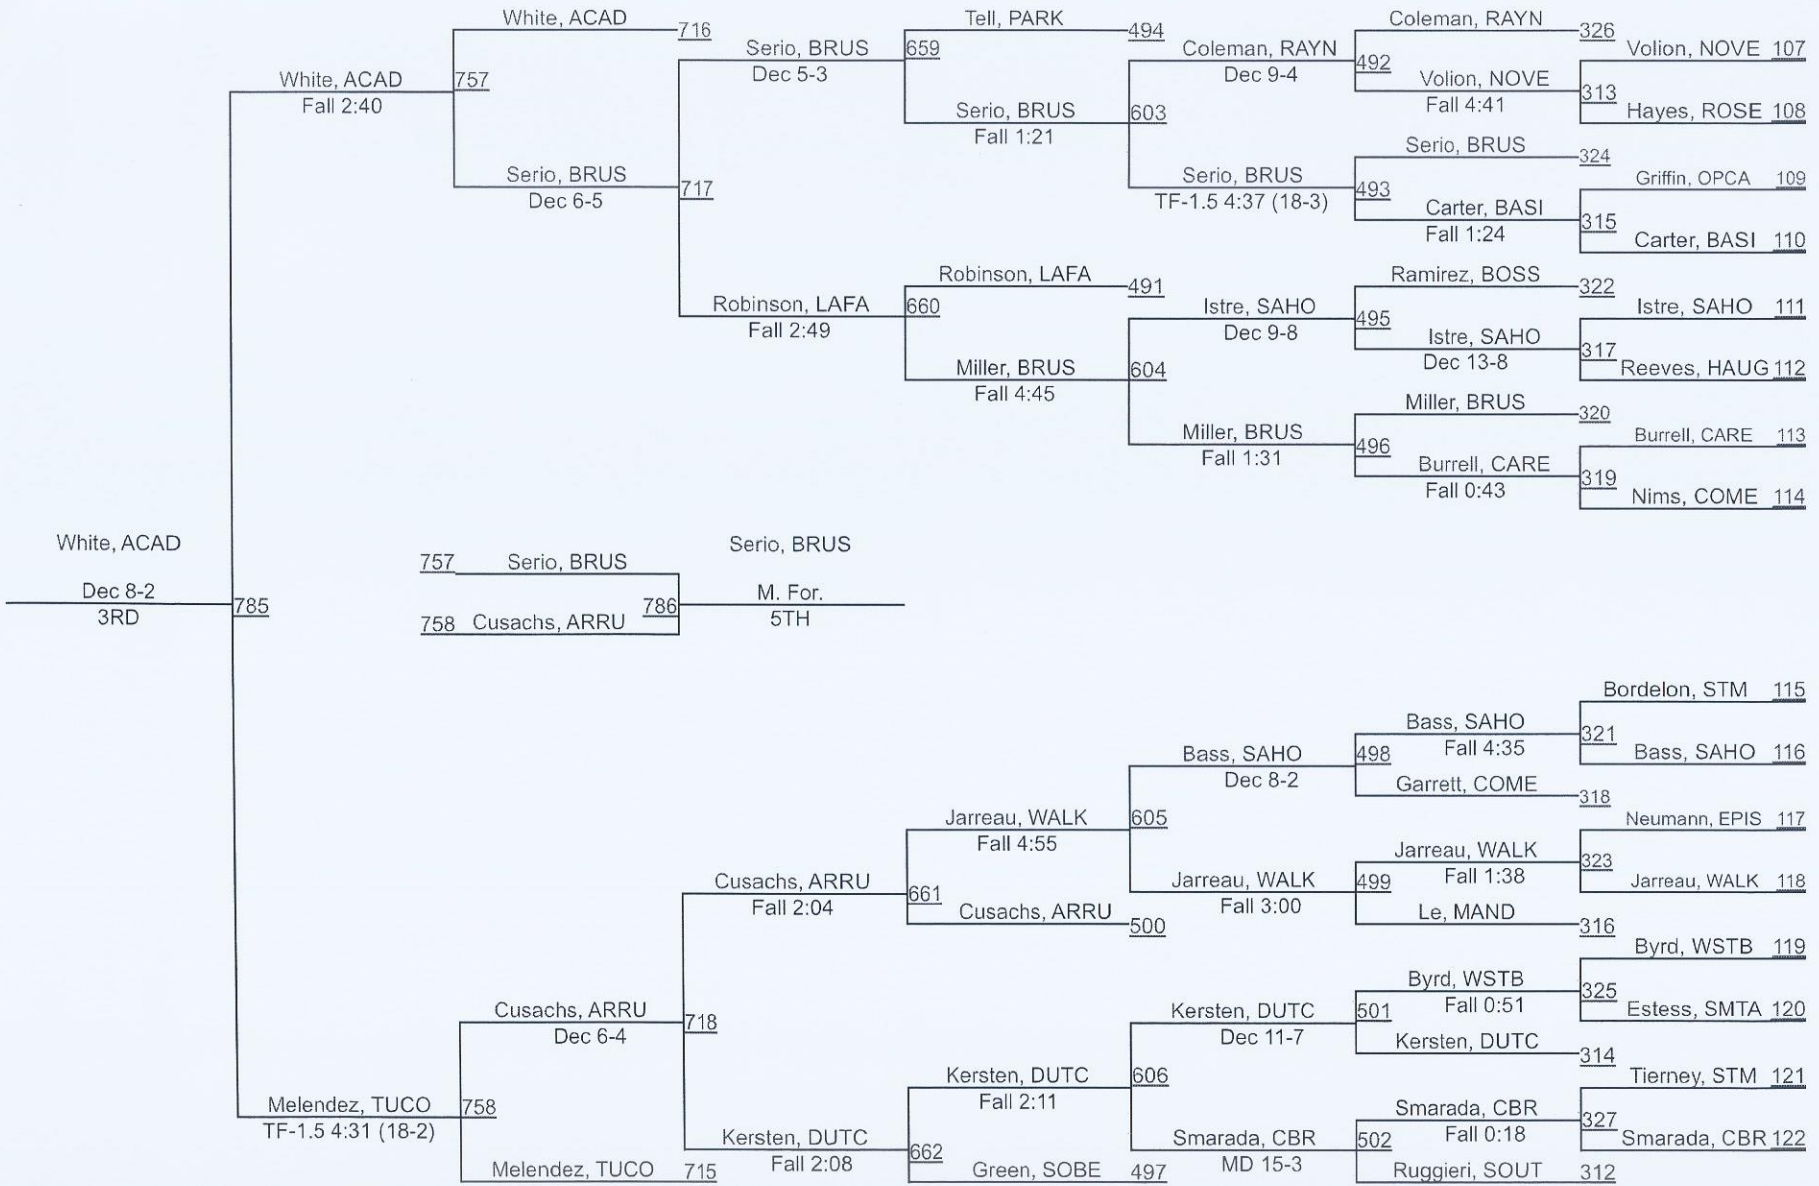 White, ACAD
716
Tell, PARK
494
Coleman, RAYN
326
Serio, BRUS
659
Coleman, RAYN
492
Volion, NOVE 107
Dec 5-3
Dec 9-4
White, ACAD
757
Volion, NOVE
313
Fall 2:40
Fall 4:41
Serio, BRUS
603
Hayes, ROSE 108
Fall 1:21
Serio, BRUS
324
Serio, BRUS
717
Serio, BRUS
493
Griffin, OPCA 109
Dec 6-5
TF-1.5 4:37 (18-3)
Carter, BASI
315
Fall 1:24
Carter, BASI 110
Robinson, LAFA
491
Ramirez, BOSS
322
Robinson, LAFA
660
Istre, SAHO
495
Istre, SAHO 111
Fall 2:49
Dec 9-8
Istre, SAHO
317
Dec 13-8
Miller, BRUS
604
Reeves, HAUG 112
Fall 4:45
Miller, BRUS
320
Miller, BRUS
496
Burrell, CARE 113
Fall 1:31
Burrell, CARE
319
Fall 0:43
Nims, COME 114
White, ACAD
Dec 8-2
3RD
785
757 Serio, BRUS
758 Cusachs, ARRU
786
Serio, BRUS
M. For.
5TH
Bordelon, STM 115
Bass, SAHO
321
Fall 4:35
Bass, SAHO
498
Bass, SAHO 116
Dec 8-2
Garrett, COME
318
Jarreau, WALK
605
Neumann, EPIS 117
Fall 4:55
Jarreau, WALK
323
Fall 1:38
Cusachs, ARRU
661
Jarreau, WALK
499
Jarreau, WALK 118
Fall 2:04
Fall 3:00
Cusachs, ARRU
500
Le, MAND
316
Byrd, WSTB 119
Byrd, WSTB
325
Fall 0:51
Cusachs, ARRU
718
Kersten, DUTC
501
Estess, SMTA 120
Dec 6-4
Dec 11-7
Kersten, DUTC
314
Kersten, DUTC
606
Tierney, STM 121
Fall 2:11
Melendez, TUCO
758
Smarada, CBR
327
TF-1.5 4:31 (18-2)
Fall 0:18
Kersten, DUTC
662
Smarada, CBR
502
Smarada, CBR 122
Fall 2:08
MD 15-3
Melendez, TUCO
715
Green, SOBE
497
Ruggieri, SOUT
312